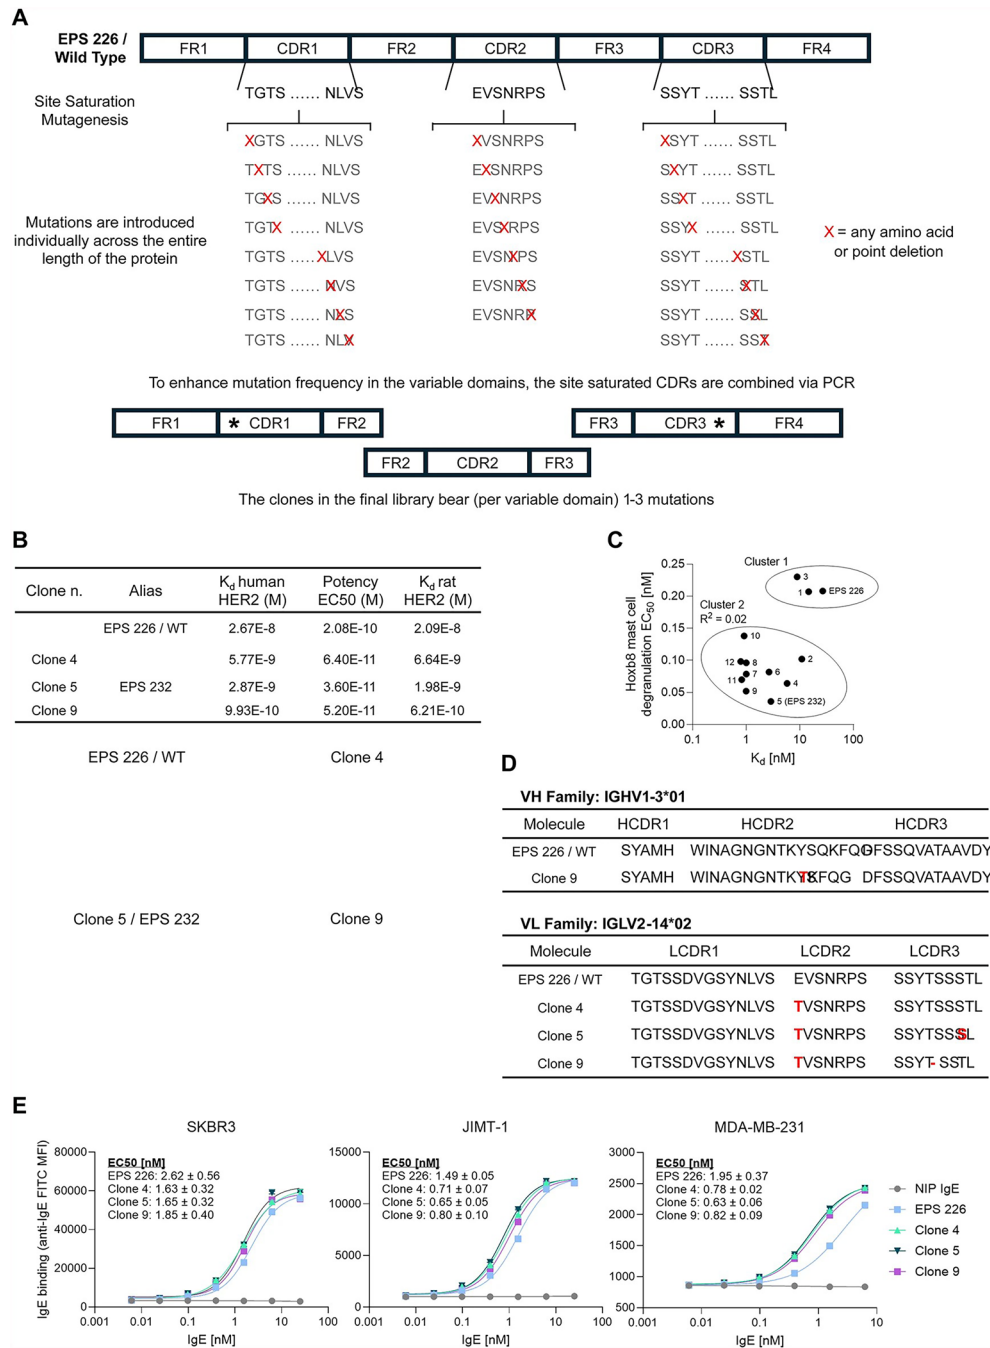 A
EPS 226 /
Wild Type
FR1 CDR1 FR2 CDR2 FR3 CDR3 FR4
TGTS ...... NLVS EVSNRPS SSYT ...... SSTL
Site Saturation
Mutagenesis
XGTS ...... NLVS XVSNRPS XSYT ...... SSTL
TXTS ...... NLVS EXSNRPS SXYT ...... SSTL
TGXS ...... NLVS EVXNRPS SSXT ...... SSTL
TGTX ...... NLVS EVSXRPS SSYX ...... SSTL
Mutations are introduced
individually across the entire
length of the protein
X = any amino acid
or point deletion
TGTS ...... XLVS EVSNXPS SSYT ...... XSTL
TGTS ...... NXVS EVSNRXS SSYT ...... SXTL
TGTS ...... NLXS EVSNRPX SSYT ...... SSXL
TGTS ...... NLVX SSYT ...... SSTX
To enhance mutation frequency in the variable domains, the site saturated CDRs are combined via PCR
FR1 * CDR1 FR2 FR3 CDR3 * FR4
FR2 CDR2 FR3
The clones in the final library bear (per variable domain) 1-3 mutations
B
Clone n. Alias Kd human HER2 (M) Potency EC50 (M) Kd rat HER2 (M)
EPS 226 / WT 2.67E-8 2.08E-10 2.09E-8
Clone 4 5.77E-9 6.40E-11 6.64E-9
Clone 5 EPS 232 2.87E-9 3.60E-11 1.98E-9
Clone 9 9.93E-10 5.20E-11 6.21E-10
EPS 226 / WT Clone 4
Clone 5 / EPS 232 Clone 9
C
Hoxb8 mast cell
degranulation EC50 [nM]
0.25
0.20
0.15
0.10
0.05
0.00
Cluster 1
3
1 EPS 226
Cluster 2
R² = 0.02
10
12 8 2
7 6
11 4
9
5 (EPS 232)
0.1 1 10 100
Kd [nM]
D
VH Family: IGHV1-3*01
Molecule HCDR1 HCDR2 HCDR3
EPS 226 / WT SYAMH WINAGNGNTKYSQKFQG DFSSQVATAAVDY
Clone 9 SYAMH WINAGNGNTKYTSKFQG DFSSQVATAAVDY
VL Family: IGLV2-14*02
Molecule LCDR1 LCDR2 LCDR3
EPS 226 / WT TGTSSDVGSYNLVS EVSNRPS SSYTSSSTL
Clone 4 TGTSSDVGSYNLVS TVSNRPS SSYTSSSTL
Clone 5 TGTSSDVGSYNLVS TVSNRPS SSYTSSSSL
Clone 9 TGTSSDVGSYNLVS TVSNRPS SSYT- SSTL
E
SKBR3
IgE binding (anti-IgE FITC MFI)
80000
60000
40000
20000
0
EC50 [nM]
EPS 226: 2.62 ± 0.56
Clone 4: 1.63 ± 0.32
Clone 5: 1.65 ± 0.32
Clone 9: 1.85 ± 0.40
0.001 0.01 0.1 1 10 100
IgE [nM]
JIMT-1
15000
10000
5000
0
EC50 [nM]
EPS 226: 1.49 ± 0.05
Clone 4: 0.71 ± 0.07
Clone 5: 0.65 ± 0.05
Clone 9: 0.80 ± 0.10
0.001 0.01 0.1 1 10 100
IgE [nM]
MDA-MB-231
3000
2500
2000
1500
1000
500
EC50 [nM]
EPS 226: 1.95 ± 0.37
Clone 4: 0.78 ± 0.02
Clone 5: 0.63 ± 0.06
Clone 9: 0.82 ± 0.09
0.001 0.01 0.1 1 10
IgE [nM]
NIP IgE
EPS 226
Clone 4
Clone 5
Clone 9